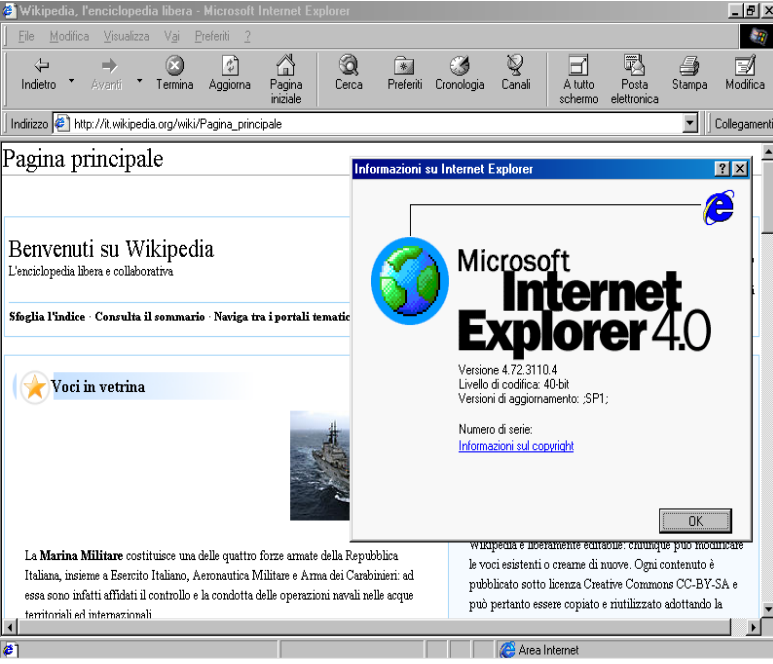 Wikipedia, l'enciclopedia libera - Microsoft Internet Explorer
File Modifica Visualizza Vai Preferiti ?
Indietro Avanti Termina Aggiorna Pagina iniziale Cerca Preferiti Cronologia Canali A tutto schermo Posta elettronica Stampa Modifica
Indirizzo http://it.wikipedia.org/wiki/Pagina_principale Collegamenti
Pagina principale
Benvenuti su Wikipedia
L'enciclopedia libera e collaborativa
Sfoglia l'indice · Consulta il sommario · Naviga tra i portali
Voci in vetrina
La Marina Militare costituisce una delle quattro forze armate della Repubblica
Italiana, insieme a Esercito Italiano, Aeronautica Militare e Arma dei Carabinieri: ad
essa sono infatti affidati il controllo e la condotta delle operazioni navali nelle acque
territoriali ed internazionali
Informazioni su Internet Explorer
Microsoft
Internet
Explorer 4.0
Versione 4.72.3110.4
Livello di codifica: 40-bit
Versioni di aggiornamento: ;SP1;
Numero di serie:
Informazioni sul copyright
OK
Wikipedia è liberamente editabile: chiunque può modificare
le voci esistenti o crearne di nuove. Ogni contenuto è
pubblicato sotto licenza Creative Commons CC-BY-SA e
può pertanto essere copiato e riutilizzato adottando la
Area Internet